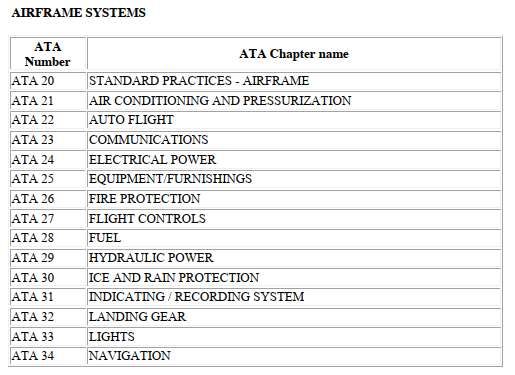 AIRFRAME SYSTEMS
ATA Number ATA Chapter name
ATA 20 STANDARD PRACTICES - AIRFRAME
ATA 21 AIR CONDITIONING AND PRESSURIZATION
ATA 22 AUTO FLIGHT
ATA 23 COMMUNICATIONS
ATA 24 ELECTRICAL POWER
ATA 25 EQUIPMENT/FURNISHINGS
ATA 26 FIRE PROTECTION
ATA 27 FLIGHT CONTROLS
ATA 28 FUEL
ATA 29 HYDRAULIC POWER
ATA 30 ICE AND RAIN PROTECTION
ATA 31 INDICATING / RECORDING SYSTEM
ATA 32 LANDING GEAR
ATA 33 LIGHTS
ATA 34 NAVIGATION